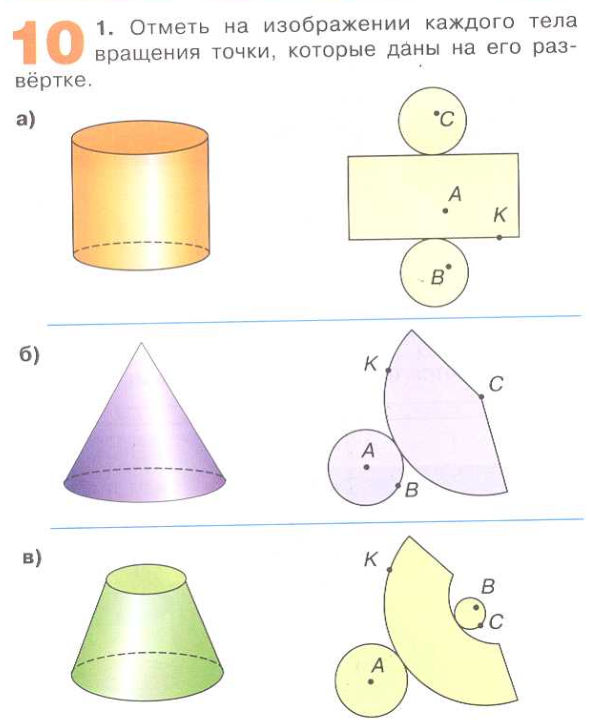 10 1. Отметь на изображении каждого тела
вращения точки, которые даны на его раз-
вёртке.
а)
C
A
K
B
б)
K
C
A
B
в)
K
B
C
A